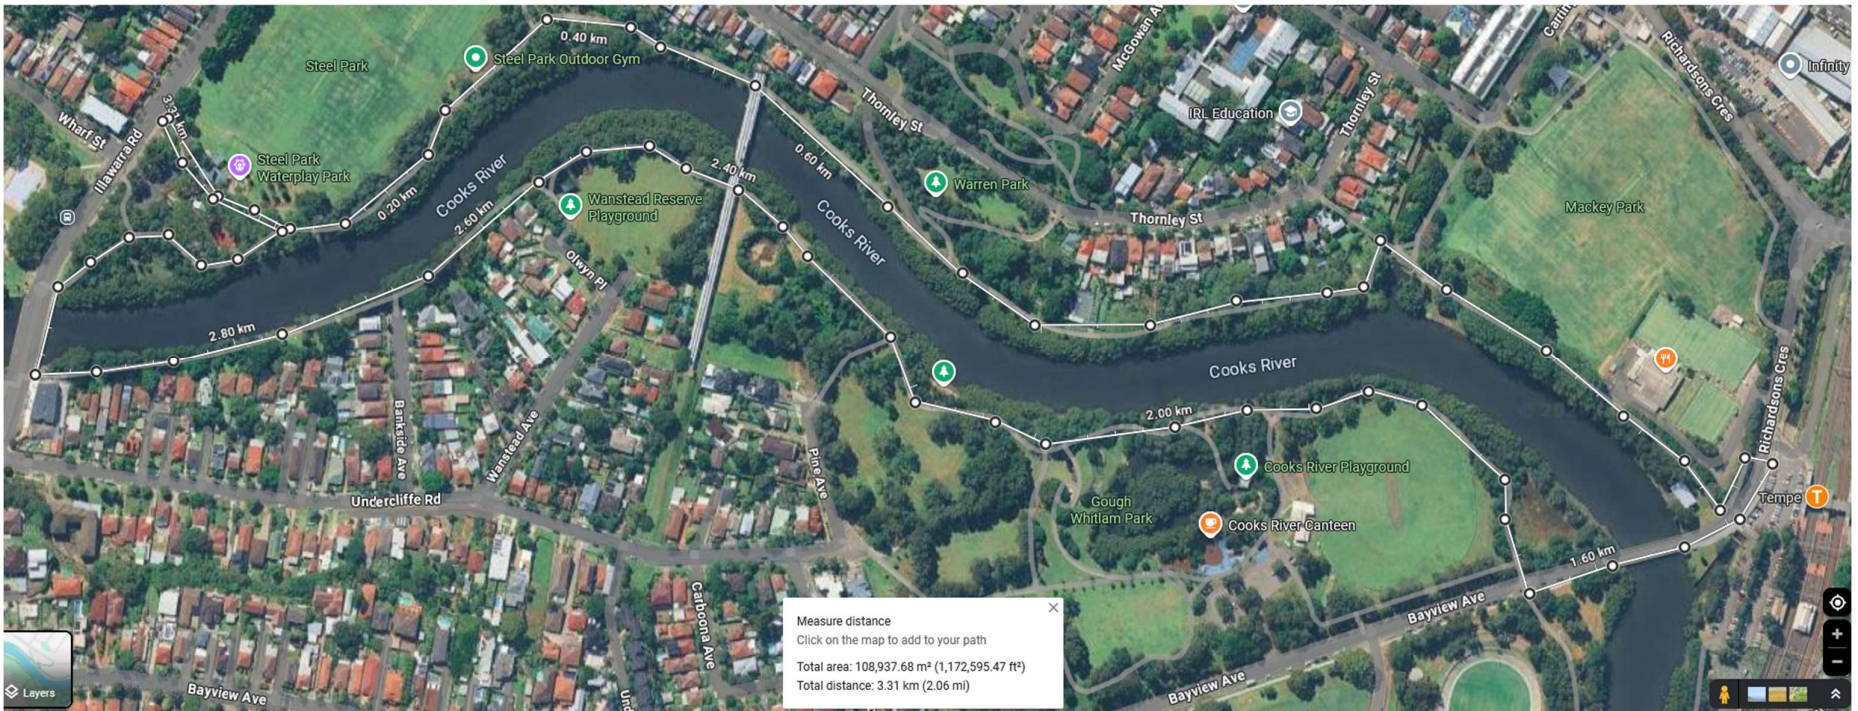 0.40 km
Steel Park
Steel Park Outdoor Gym
McGowan A
Carrin
Richardsons Cres
Infinity
3.31 km
Wharf St
Illawarra Rd
Steel Park
Waterplay Park
Thornley St
IRL Education
Thornley St
Cooks River
0.20 km
2.40 km
0.60 km
Warren Park
Wanstead Reserve
Playground
2.60 km
Cooks River
Thornley St
Mackey Park
Olwyn Pl
2.80 km
Cooks River
Richardsons Cres
2.00 km
Bankside Ave
Wanstead Ave
Pine Ave
Cooks River Playground
Undercliffe Rd
Gough
Whitlam Park
Cooks River Canteen
Tempe
T
1.60 km
Carboona Ave
Bayview Ave
Measure distance
Click on the map to add to your path
Total area: 108,937.68 m² (1,172,595.47 ft²)
Total distance: 3.31 km (2.06 mi)
Layers
Bayview Ave
Und
Bayview Ave